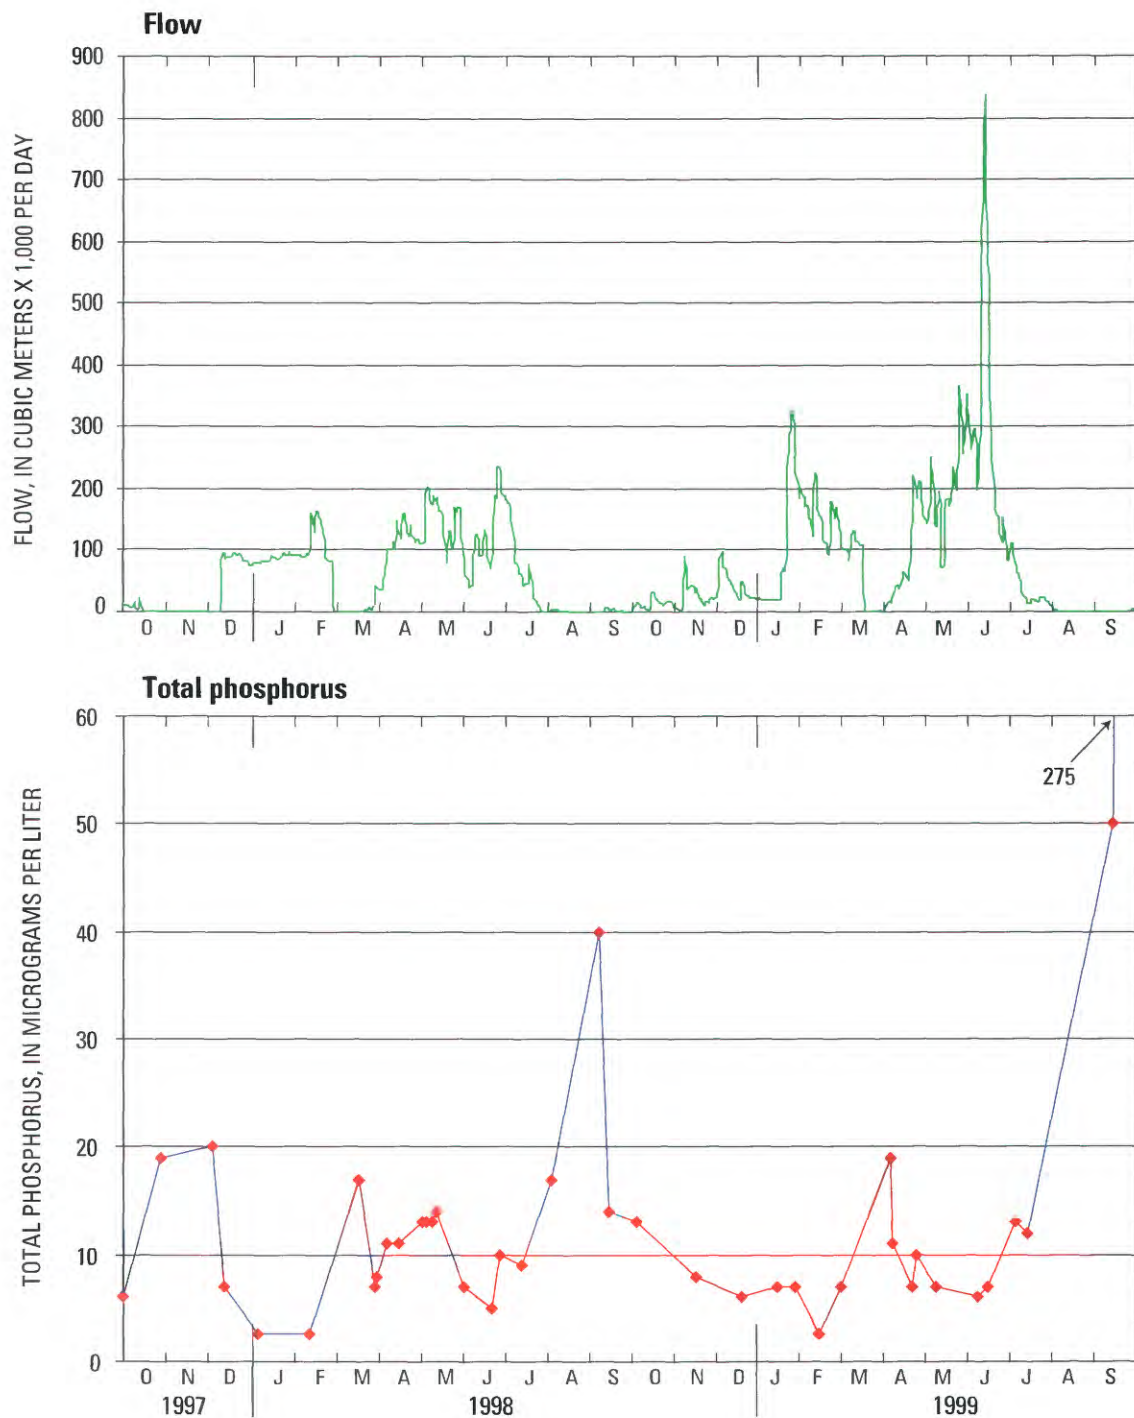 Flow
FLOW, IN CUBIC METERS X 1,000 PER DAY
900
800
700
600
500
400
300
200
100
0
O N D J F M A M J J A S O N D J F M A M J J A S
Total phosphorus
TOTAL PHOSPHORUS, IN MICROGRAMS PER LITER
60
275
50
40
30
20
10
0
O N D J F M A M J J A S O N D J F M A M J J A S
1997 1998 1999